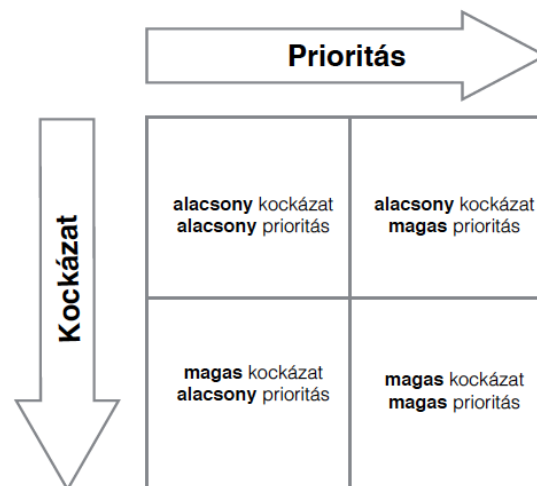 Prioritás
Kockázat
alacsony kockázat
alacsony prioritás
alacsony kockázat
magas prioritás
magas kockázat
alacsony prioritás
magas kockázat
magas prioritás